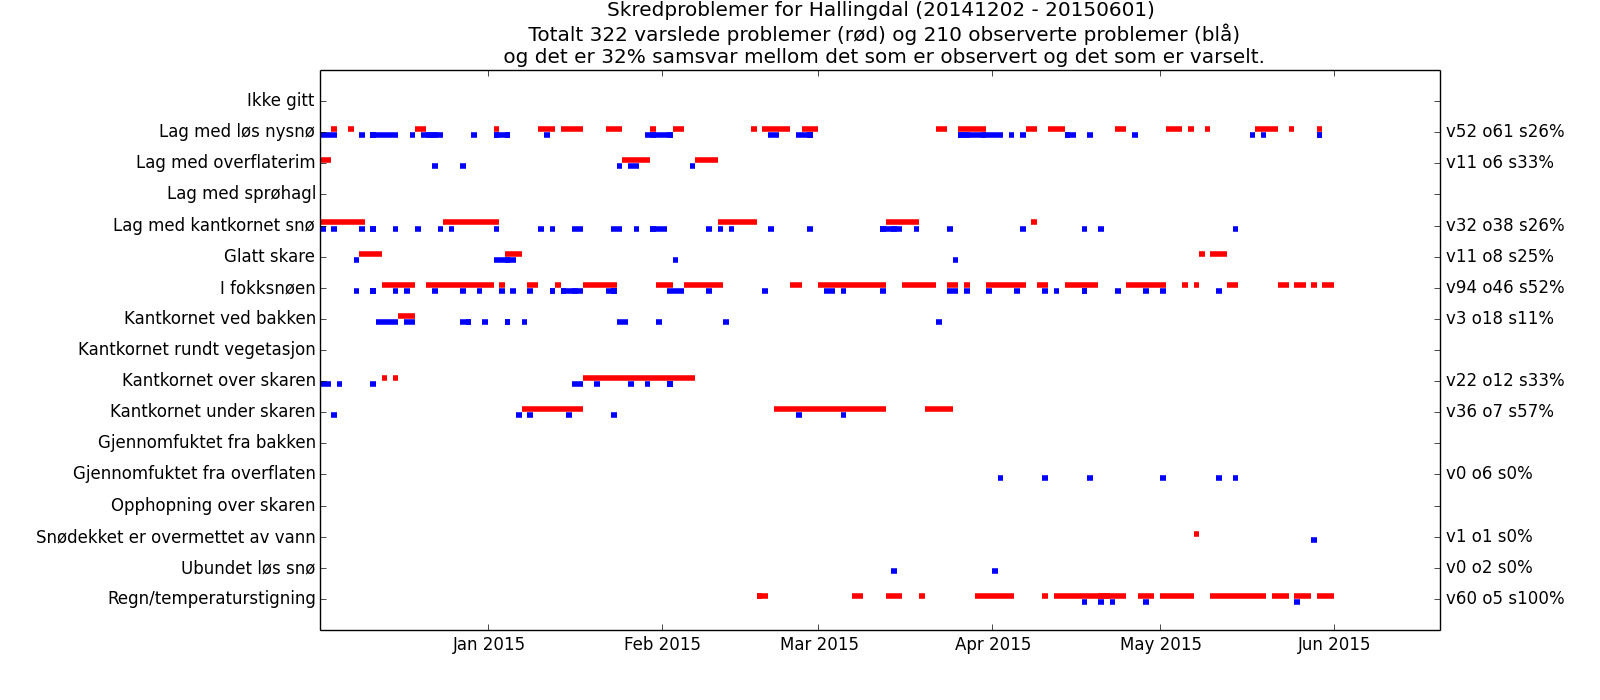 Skredproblemer for Hallingdal (20141202 - 20150601)
Totalt 322 varslede problemer (rød) og 210 observerte problemer (blå)
og det er 32% samsvar mellom det som er observert og det som er varselt.
Ikke gitt
Lag med løs nysnø v52 o61 s26%
Lag med overflaterim v11 o6 s33%
Lag med sprøhagl
Lag med kantkornet snø v32 o38 s26%
Glatt skare v11 o8 s25%
I fokksnøen v94 o46 s52%
Kantkornet ved bakken v3 o18 s11%
Kantkornet rundt vegetasjon
Kantkornet over skaren v22 o12 s33%
Kantkornet under skaren v36 o7 s57%
Gjennomfuktet fra bakken
Gjennomfuktet fra overflaten v0 o6 s0%
Opphopning over skaren
Snødekket er overmettet av vann v1 o1 s0%
Ubundet løs snø v0 o2 s0%
Regn/temperaturstigning v60 o5 s100%
Jan 2015 Feb 2015 Mar 2015 Apr 2015 May 2015 Jun 2015